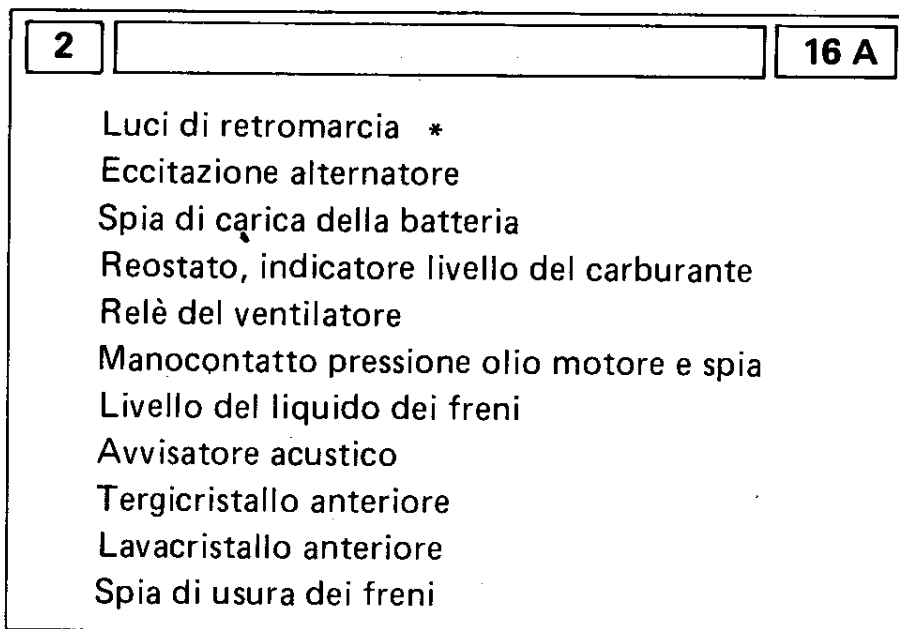 2 16 A
Luci di retromarcia *
Eccitazione alternatore
Spia di carica della batteria
Reostato, indicatore livello del carburante
Relè del ventilatore
Manocontatto pressione olio motore e spia
Livello del liquido dei freni
Avvisatore acustico
Tergicristallo anteriore
Lavacristallo anteriore
Spia di usura dei freni